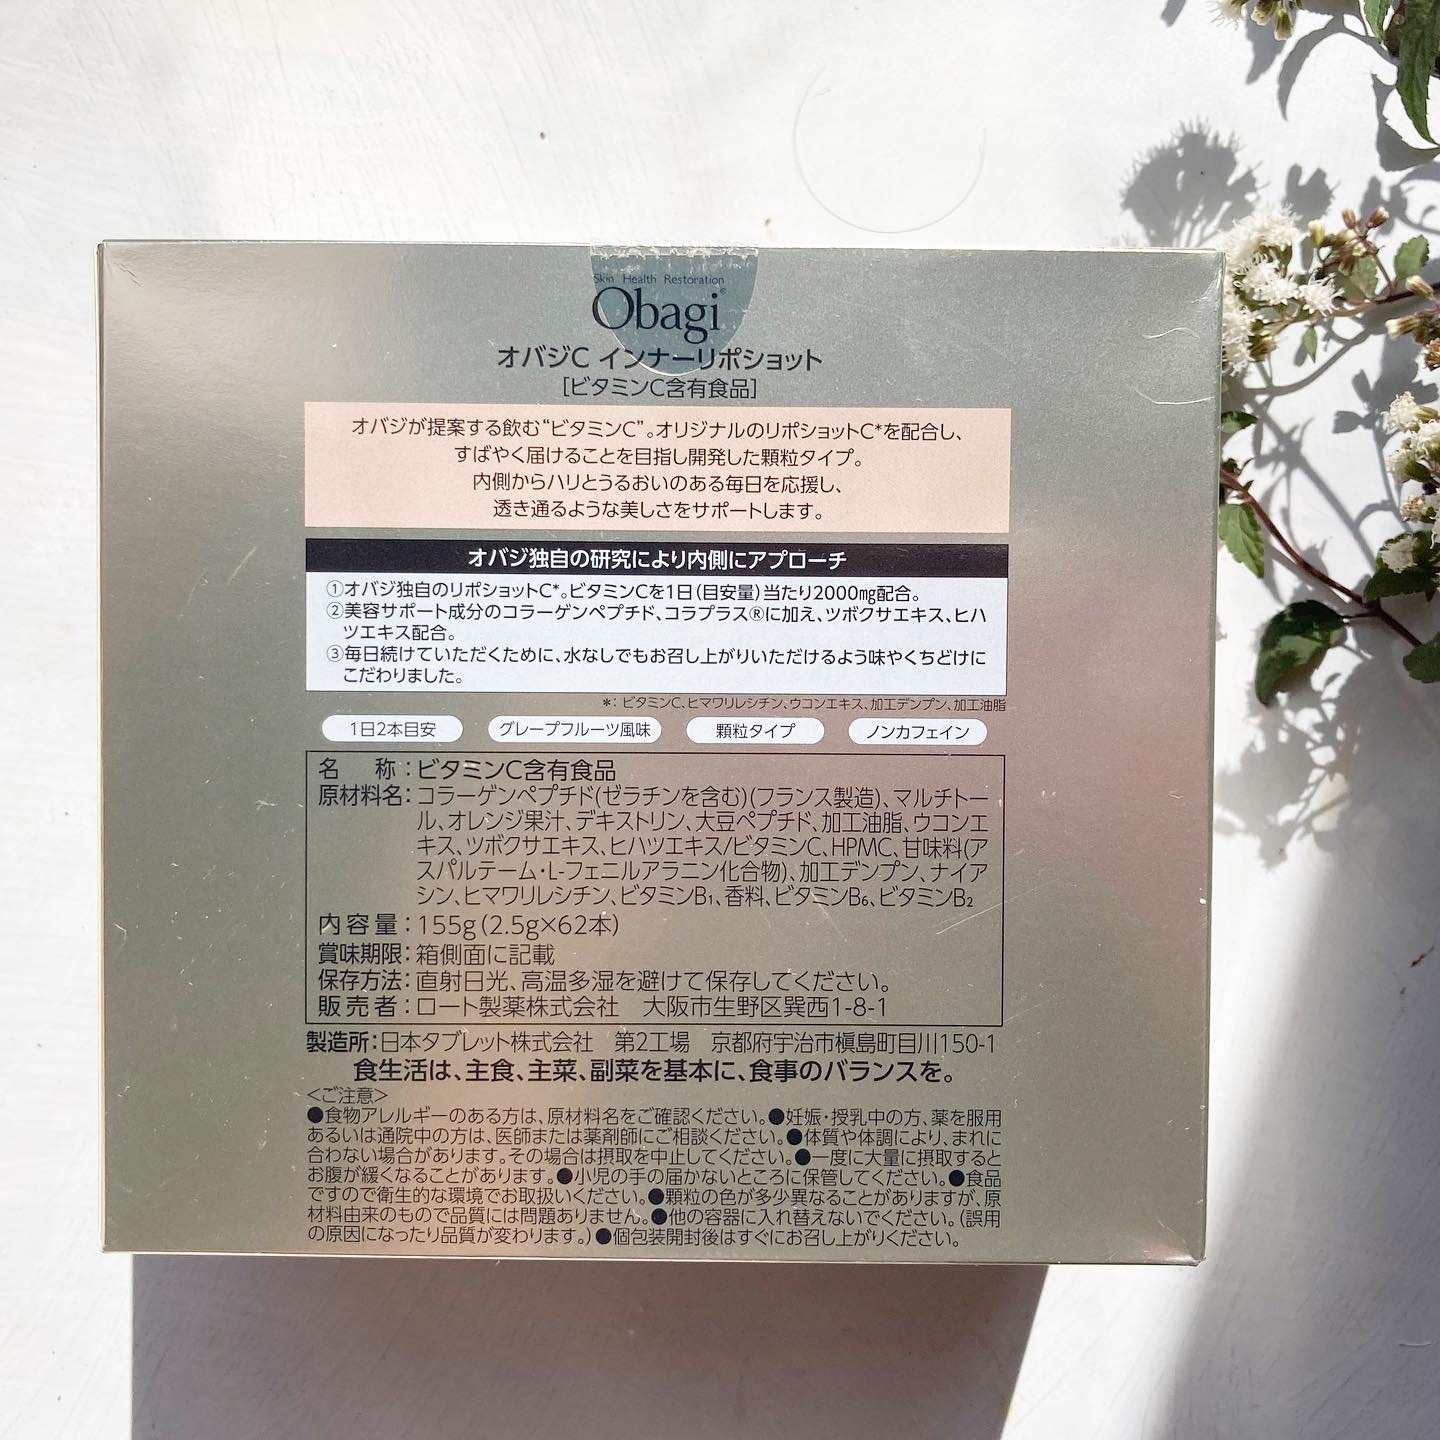 Skin Health Restoration
Obagi®
オバジC インナーリポショット
[ビタミンC含有食品]
オバジが提案する飲む“ビタミンC”。オリジナルのリポショットC*を配合し、
すばやく届けることを目指し開発した顆粒タイプ。
内側からハリとうるおいのある毎日を応援し、
透き通るような美しさをサポートします。
オバジ独自の研究により内側にアプローチ
①オバジ独自のリポショットC*。ビタミンCを1日(目安量)当たり2000㎎配合。
②美容サポート成分のコラーゲンペプチド、コラプラス®に加え、ツボクサエキス、ヒハ
ツエキス配合。
③毎日続けていただくために、水なしでもお召し上がりいただけるよう味やくちどけに
こだわりました。
*: ビタミンC、ヒマワリレシチン、ウコンエキス、加工デンプン、加工油脂
1日2本目安 グレープフルーツ風味 顆粒タイプ ノンカフェイン
名 称：ビタミンC含有食品
原材料名：コラーゲンペプチド(ゼラチンを含む)(フランス製造)、マルチトー
ル、オレンジ果汁、デキストリン、大豆ペプチド、加工油脂、ウコンエ
キス、ツボクサエキス、ヒハツエキス/ビタミンC、HPMC、甘味料(ア
スパルテーム・L-フェニルアラニン化合物)、加工デンプン、ナイア
シン、ヒマワリレシチン、ビタミンB₁、香料、ビタミンB₆、ビタミンB₂
内容量：155g(2.5g×62本)
賞味期限：箱側面に記載
保存方法：直射日光、高温多湿を避けて保存してください。
販売者：ロート製薬株式会社 大阪市生野区巽西1-8-1
製造所：日本タブレット株式会社 第2工場 京都府宇治市槇島町目川150-1
食生活は、主食、主菜、副菜を基本に、食事のバランスを。
<ご注意>
●食物アレルギーのある方は、原材料名をご確認ください。●妊娠・授乳中の方、薬を服用
あるいは通院中の方は、医師または薬剤師にご相談ください。●体質や体調により、まれに
合わない場合があります。その場合は摂取を中止してください。●一度に大量に摂取すると
お腹が緩くなることがあります。●小児の手の届かないところに保管してください。●食品
ですので衛生的な環境でお取扱いください。●顆粒の色が多少異なることがありますが、原
材料由来のもので品質には問題ありません。●他の容器に入れ替えないでください。(誤用
の原因になったり品質が変わります。)●個包装開封後はすぐにお召し上がりください。